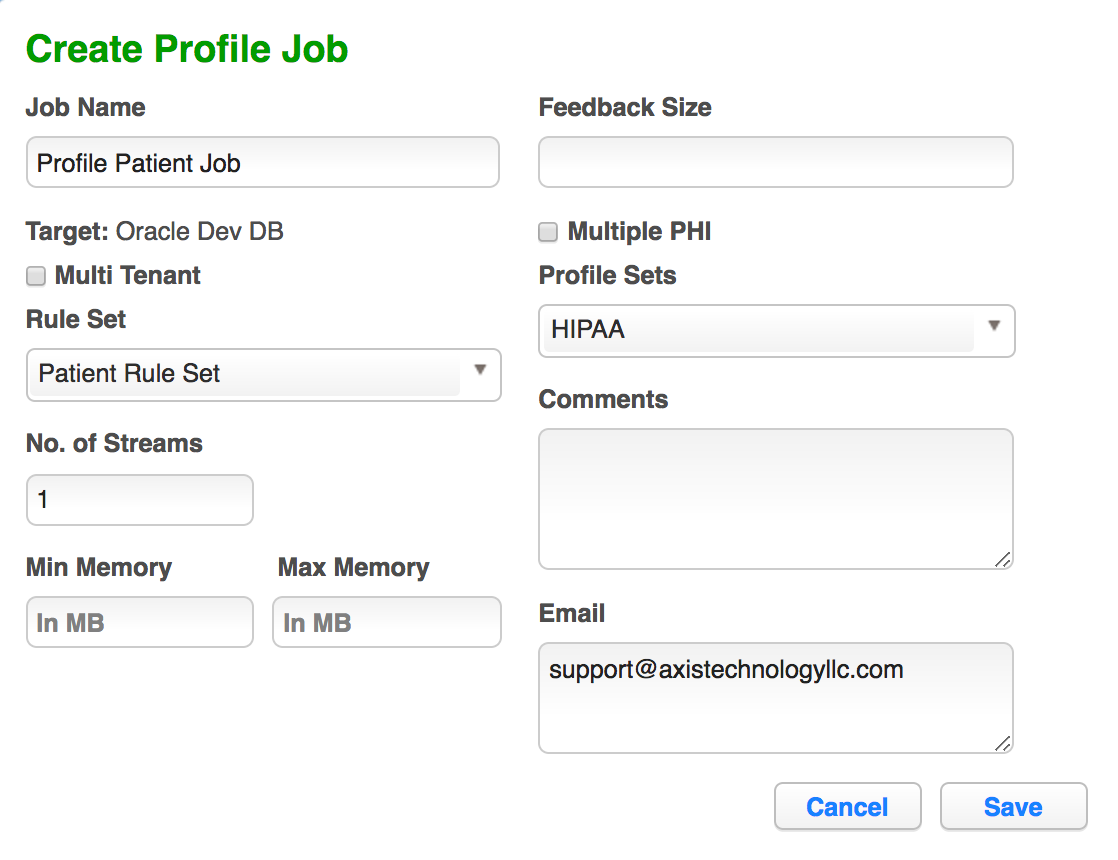 Create Profile Job
Job Name
Profile Patient Job
Target: Oracle Dev DB
Multi Tenant
Rule Set
Patient Rule Set
No. of Streams
1
Min Memory
Max Memory
In MB
In MB
Feedback Size
Multiple PHI
Profile Sets
HIPAA
Comments
Email
support@axistechnologyllc.com
Cancel
Save